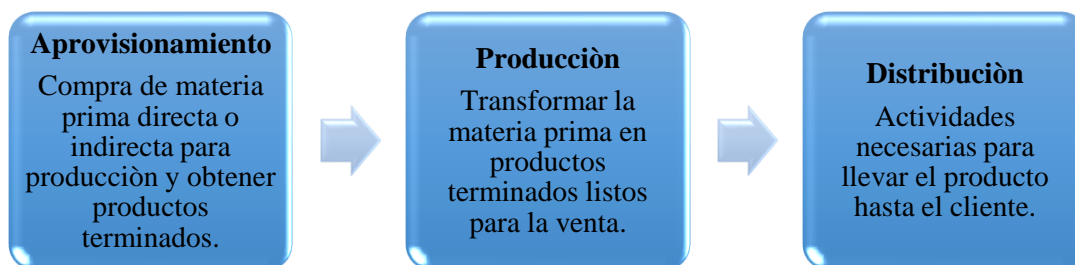 Aprovisionamiento
Compra de materia
prima directa o
indirecta para
producciòn y obtener
productos
terminados.
Producciòn
Transformar la
materia prima en
productos
terminados listos
para la venta.
Distribuciòn
Actividades
necesarias para
llevar el producto
hasta el cliente.